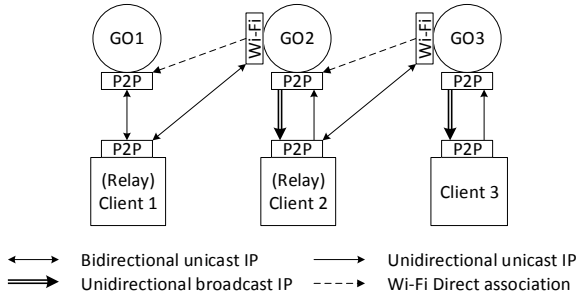 GO1
Wi-Fi
GO2
Wi-Fi
GO3
P2P
P2P
P2P
P2P
P2P
P2P
(Relay)
Client 1
(Relay)
Client 2
Client 3
Bidirectional unicast IP
Unidirectional unicast IP
Unidirectional broadcast IP
Wi-Fi Direct association